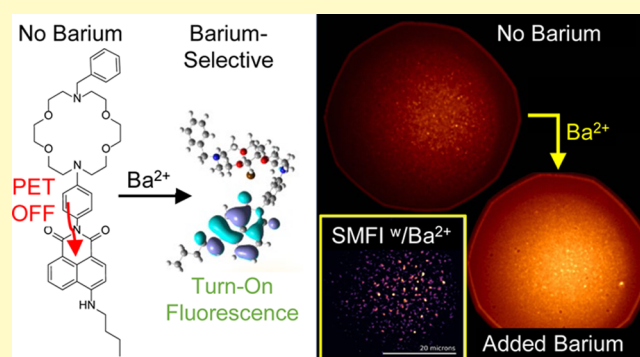 No Barium
Barium-
Selective
N
O
O
O
O
N
PET
OFF
N
O
O
HN
Ba²⁺
Turn-On
Fluorescence
No Barium
Ba²⁺
SMFI w/Ba²⁺
20 microns
Added Barium